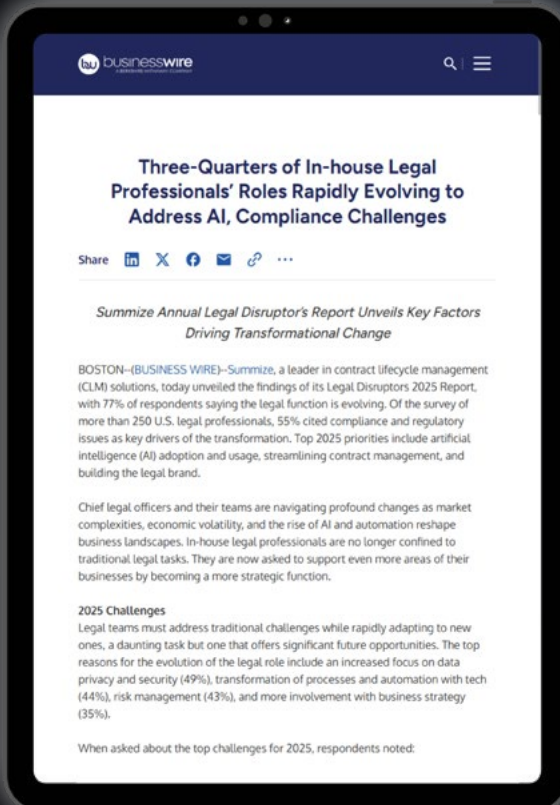 businesswire
A BERKSHIRE HATHAWAY COMPANY
Three-Quarters of In-house Legal
Professionals' Roles Rapidly Evolving to
Address AI, Compliance Challenges
Share
Summize Annual Legal Disruptor's Report Unveils Key Factors
Driving Transformational Change
BOSTON--(BUSINESS WIRE)--Summize, a leader in contract lifecycle management
(CLM) solutions, today unveiled the findings of its Legal Disruptors 2025 Report,
with 77% of respondents saying the legal function is evolving. Of the survey of
more than 250 U.S. legal professionals, 55% cited compliance and regulatory
issues as key drivers of the transformation. Top 2025 priorities include artificial
intelligence (AI) adoption and usage, streamlining contract management, and
building the legal brand.
Chief legal officers and their teams are navigating profound changes as market
complexities, economic volatility, and the rise of AI and automation reshape
business landscapes. In-house legal professionals are no longer confined to
traditional legal tasks. They are now asked to support even more areas of their
businesses by becoming a more strategic function.
2025 Challenges
Legal teams must address traditional challenges while rapidly adapting to new
ones, a daunting task but one that offers significant future opportunities. The top
reasons for the evolution of the legal role include an increased focus on data
privacy and security (49%), transformation of processes and automation with tech
(44%), risk management (43%), and more involvement with business strategy
(35%).
When asked about the top challenges for 2025, respondents noted: